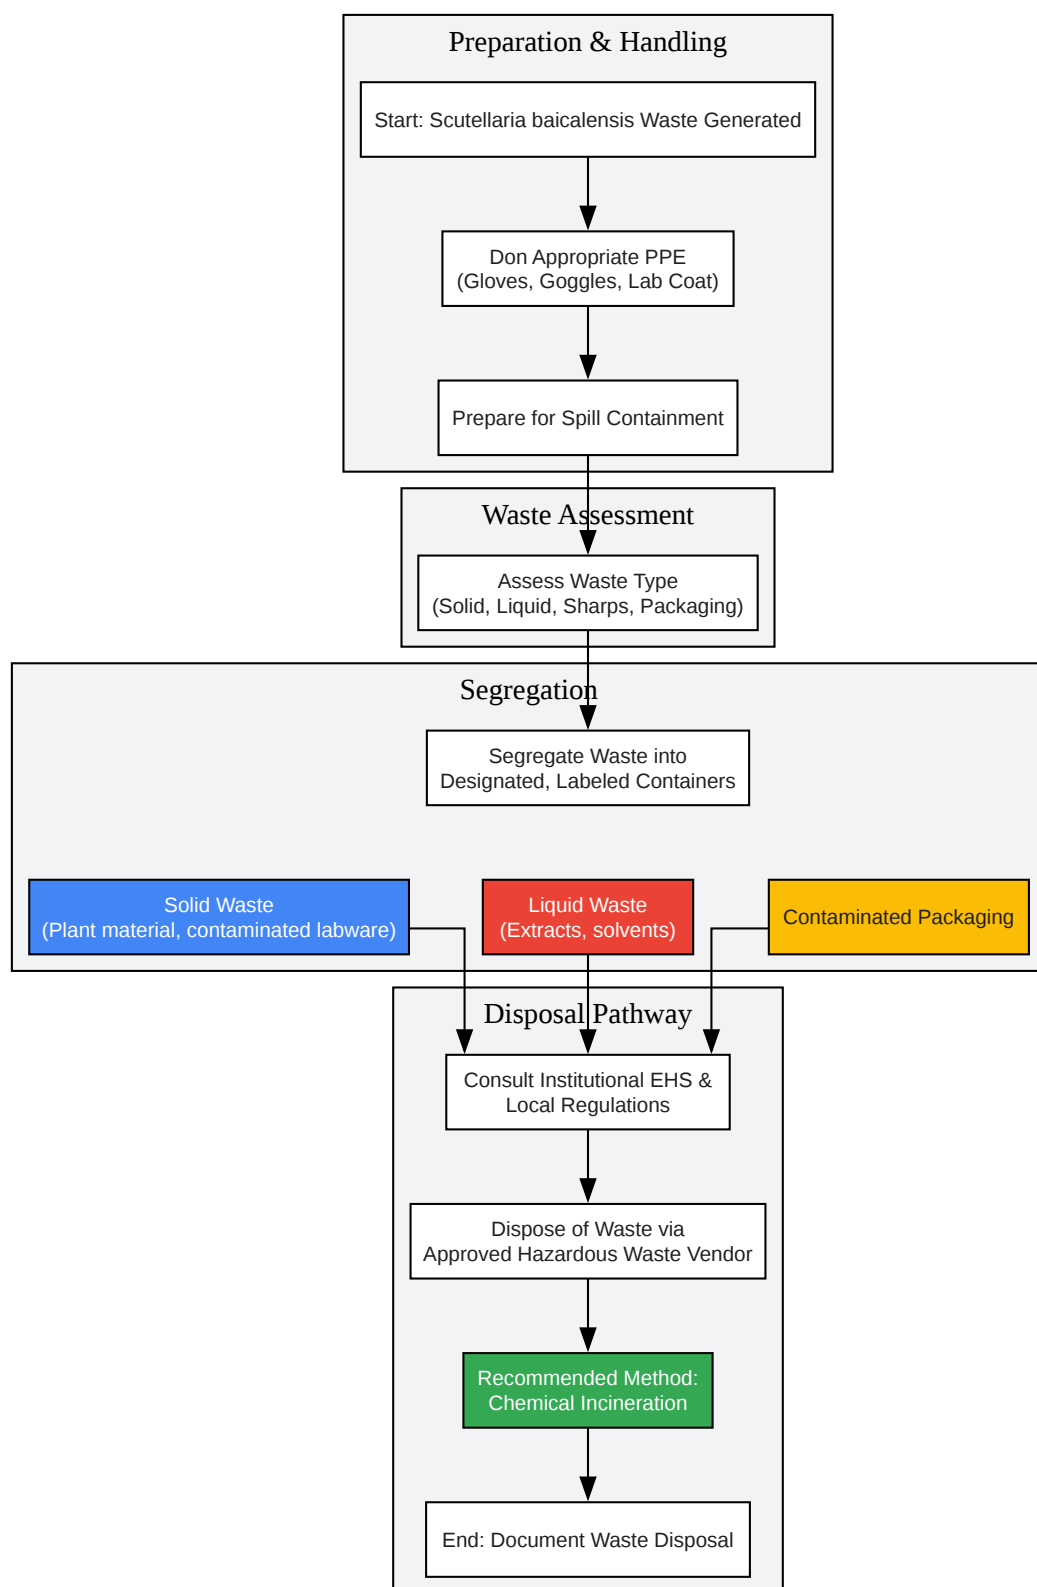 Preparation & Handling
Start: Scutellaria baicalensis Waste Generated
Don Appropriate PPE
(Gloves, Goggles, Lab Coat)
Prepare for Spill Containment
Waste Assessment
Assess Waste Type
(Solid, Liquid, Sharps, Packaging)
Segregation
Segregate Waste into
Designated, Labeled Containers
Solid Waste
(Plant material, contaminated labware)
Liquid Waste
(Extracts, solvents)
Contaminated Packaging
Disposal Pathway
Consult Institutional EHS &
Local Regulations
Dispose of Waste via
Approved Hazardous Waste Vendor
Recommended Method:
Chemical Incineration
End: Document Waste Disposal